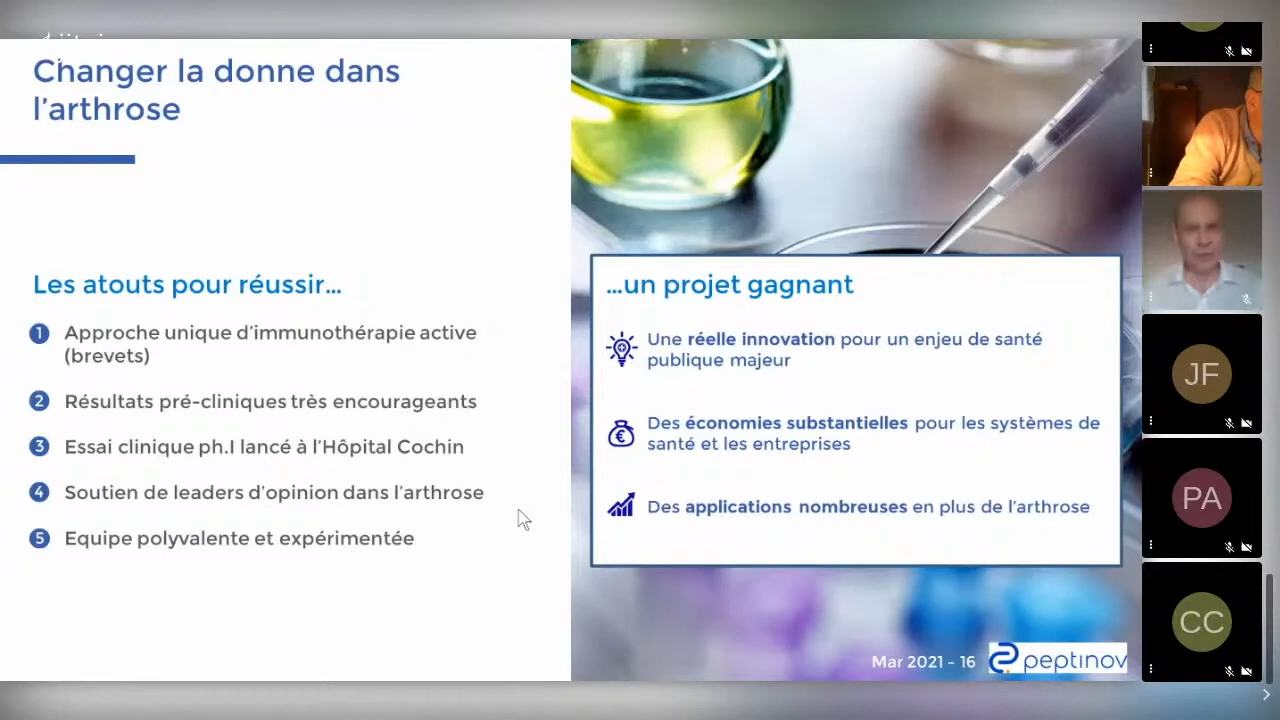 Changer la donne dans
l'arthrose
Les atouts pour réussir...
1 Approche unique d'immunothérapie active
(brevets)
2 Résultats pré-cliniques très encourageants
3 Essai clinique ph.I lancé à l'Hôpital Cochin
4 Soutien de leaders d'opinion dans l'arthrose
5 Equipe polyvalente et expérimentée
...un projet gagnant
Une réelle innovation pour un enjeu de santé
publique majeur
Des économies substantielles pour les systèmes de
santé et les entreprises
Des applications nombreuses en plus de l'arthrose
Mar 2021 - 16
peptinov
JF
PA
CC